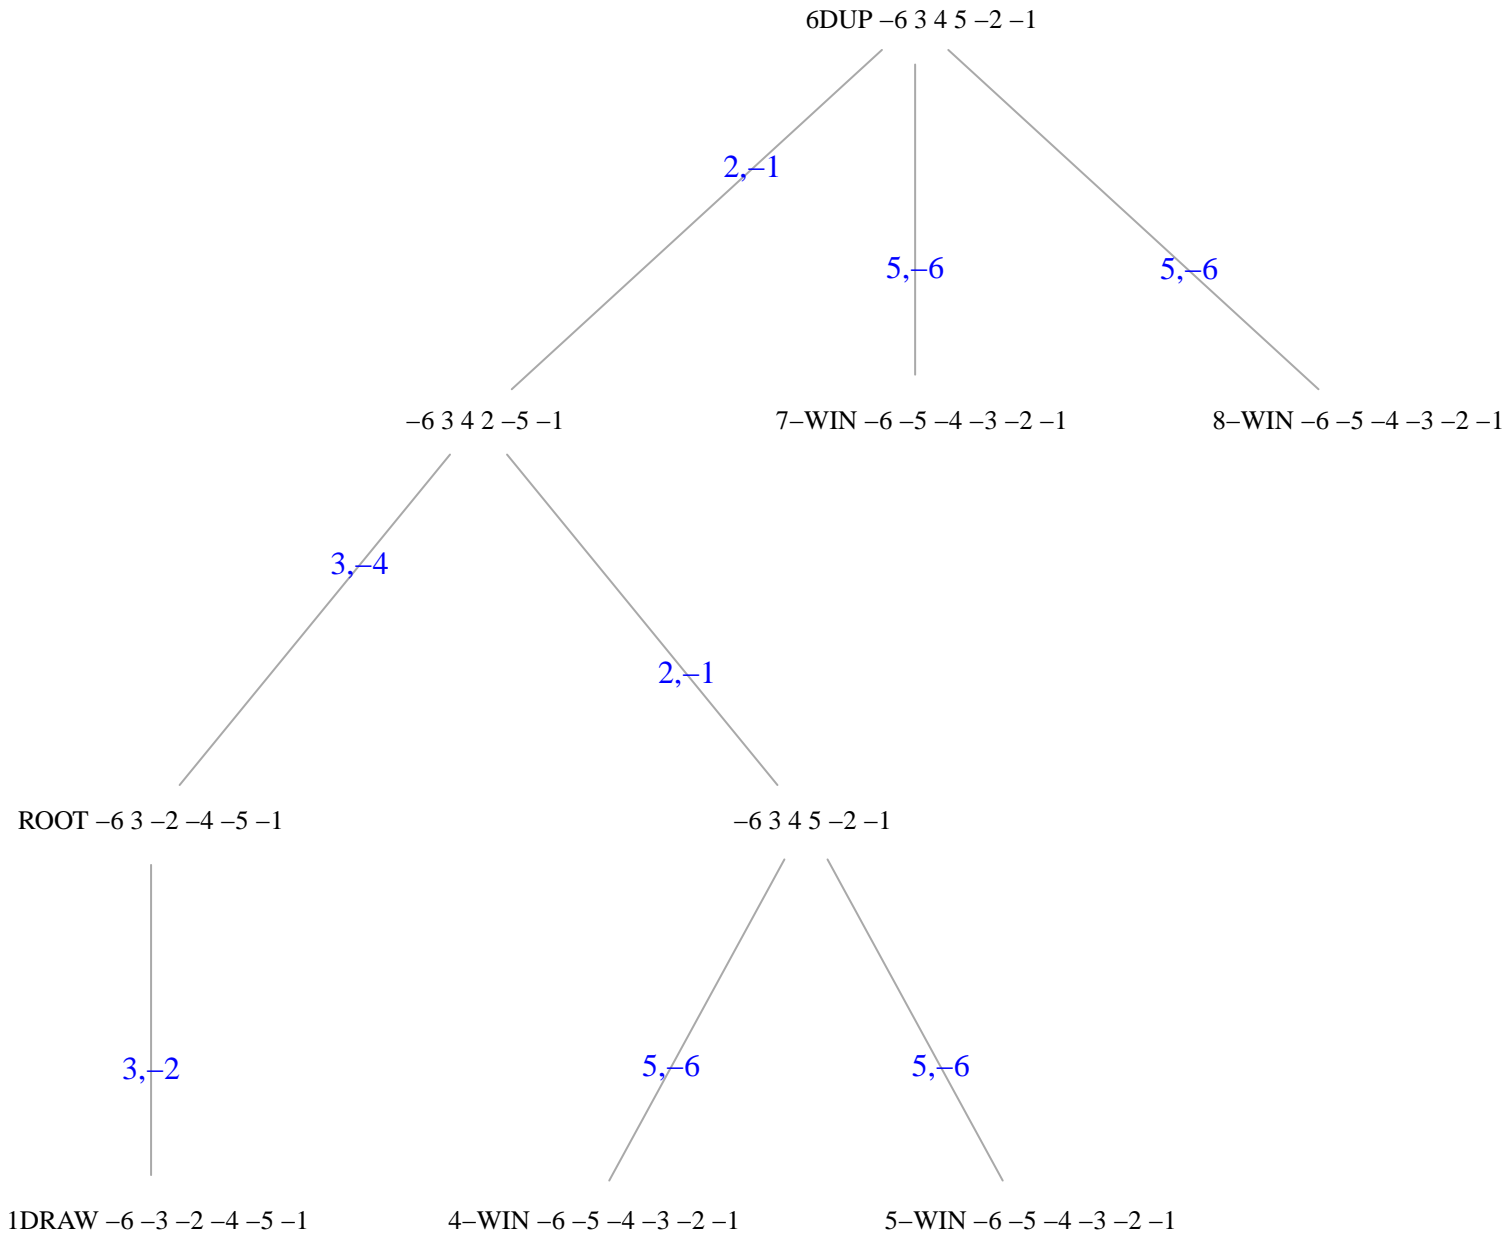 6DUP –6 3 4 5 –2 –1
2,–1
5,–6
5,–6
–6 3 4 2 –5 –1
7–WIN –6 –5 –4 –3 –2 –1
8–WIN –6 –5 –4 –3 –2 –1
3,–4
2,–1
ROOT –6 3 –2 –4 –5 –1
–6 3 4 5 –2 –1
3,–2
5,–6
5,–6
1DRAW –6 –3 –2 –4 –5 –1
4–WIN –6 –5 –4 –3 –2 –1
5–WIN –6 –5 –4 –3 –2 –1